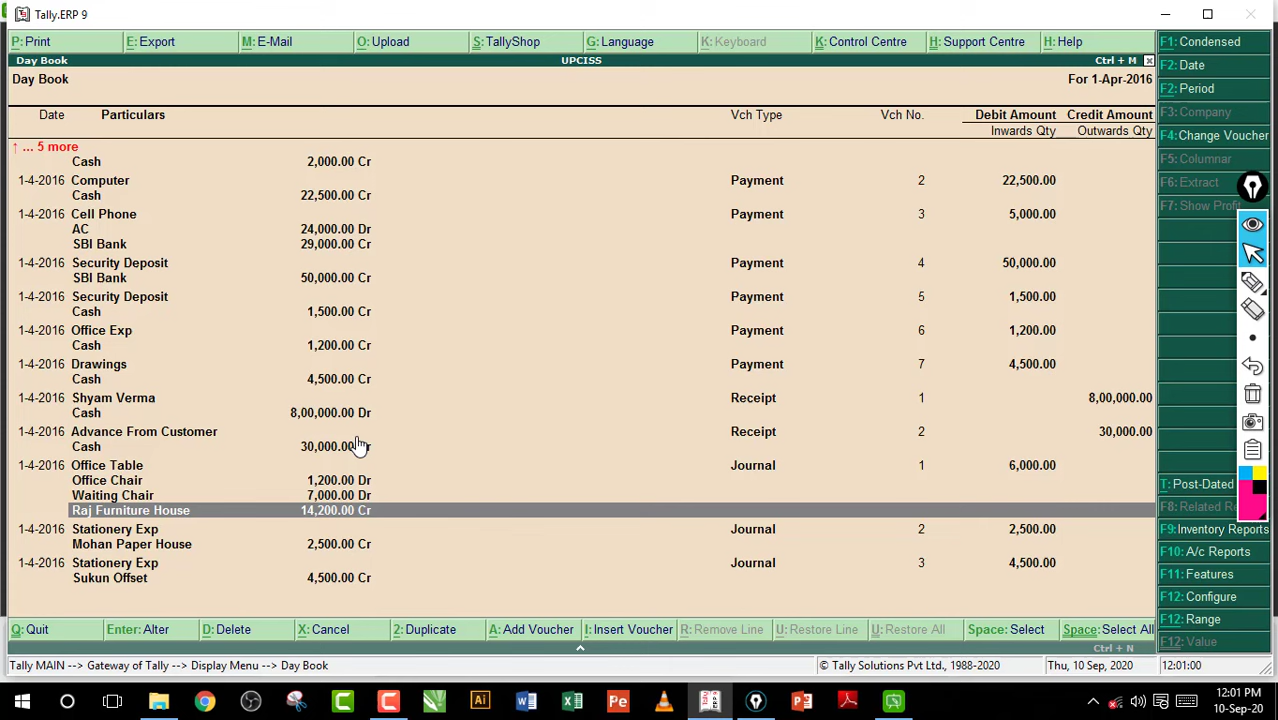 Tally.ERP 9
P: Print E: Export M: E-Mail O: Upload S: TallyShop G: Language K: Keyboard K: Control Centre H: Support Centre H: Help
Day Book UPCISS Ctrl + M
Day Book For 1-Apr-2016
Date Particulars Vch Type Vch No. Debit Amount Credit Amount
Inwards Qty Outwards Qty
↑ ... 5 more
Cash 2,000.00 Cr
1-4-2016 Computer Payment 2 22,500.00
Cash 22,500.00 Cr
1-4-2016 Cell Phone Payment 3 5,000.00
AC 24,000.00 Dr
SBI Bank 29,000.00 Cr
1-4-2016 Security Deposit Payment 4 50,000.00
SBI Bank 50,000.00 Cr
1-4-2016 Security Deposit Payment 5 1,500.00
Cash 1,500.00 Cr
1-4-2016 Office Exp Payment 6 1,200.00
Cash 1,200.00 Cr
1-4-2016 Drawings Payment 7 4,500.00
Cash 4,500.00 Cr
1-4-2016 Shyam Verma Receipt 1 8,00,000.00
Cash 8,00,000.00 Dr
1-4-2016 Advance From Customer Receipt 2 30,000.00
Cash 30,000.00
1-4-2016 Office Table Journal 1 6,000.00
Office Chair 1,200.00 Dr
Waiting Chair 7,000.00 Dr
Raj Furniture House 14,200.00 Cr
1-4-2016 Stationery Exp Journal 2 2,500.00
Mohan Paper House 2,500.00 Cr
1-4-2016 Stationery Exp Journal 3 4,500.00
Sukun Offset 4,500.00 Cr
F1: Condensed
F2: Date
F2: Period
F3: Company
F4: Change Voucher
F5: Columnar
F6: Extract
F7: Show Profit
T: Post-Dated
F8: Related
F9: Inventory Reports
F10: A/c Reports
F11: Features
F12: Configure
F12: Range
F12: Value
Q: Quit Enter: Alter D: Delete X: Cancel 2: Duplicate A: Add Voucher I: Insert Voucher R: Remove Line U: Restore Line U: Restore All Space: Select Space: Select All
Ctrl + N
Tally MAIN --> Gateway of Tally --> Display Menu --> Day Book © Tally Solutions Pvt Ltd., 1988-2020 Thu, 10 Sep, 2020 12:01:00
12:01 PM
10-Sep-20